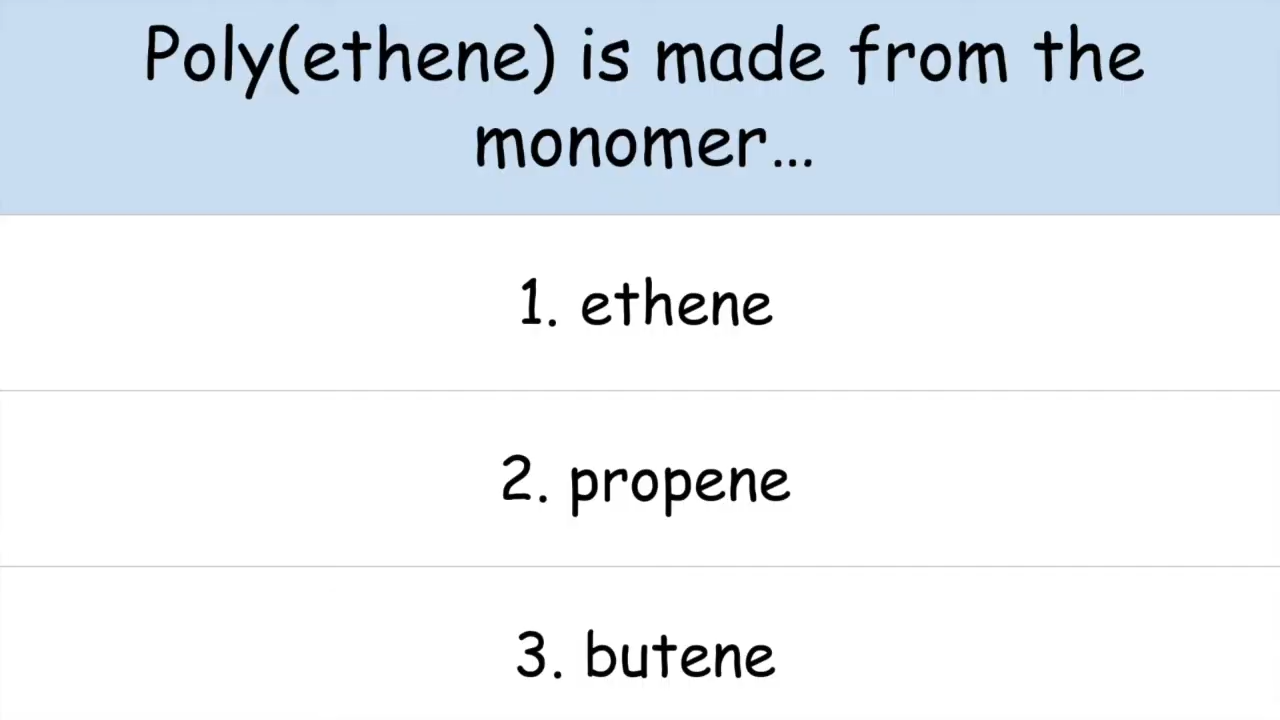 Poly(ethene) is made from the
monomer...
1. ethene
2. propene
3. butene